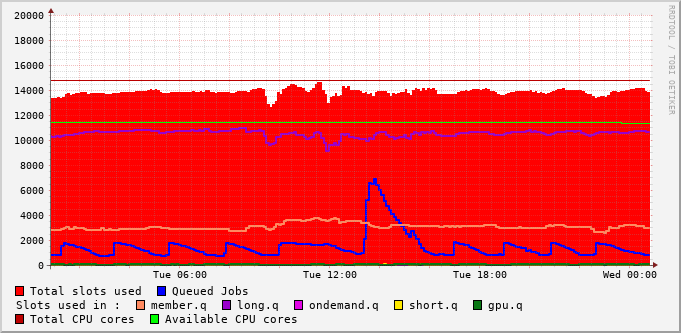 20000
18000
16000
14000
12000
10000
8000
6000
4000
2000
0
Tue 06:00 Tue 12:00 Tue 18:00 Wed 00:00
RRDTOOL / TOBI OETIKER
Total slots used Queued Jobs
Slots used in : member.q long.q ondemand.q short.q gpu.q
Total CPU cores Available CPU cores